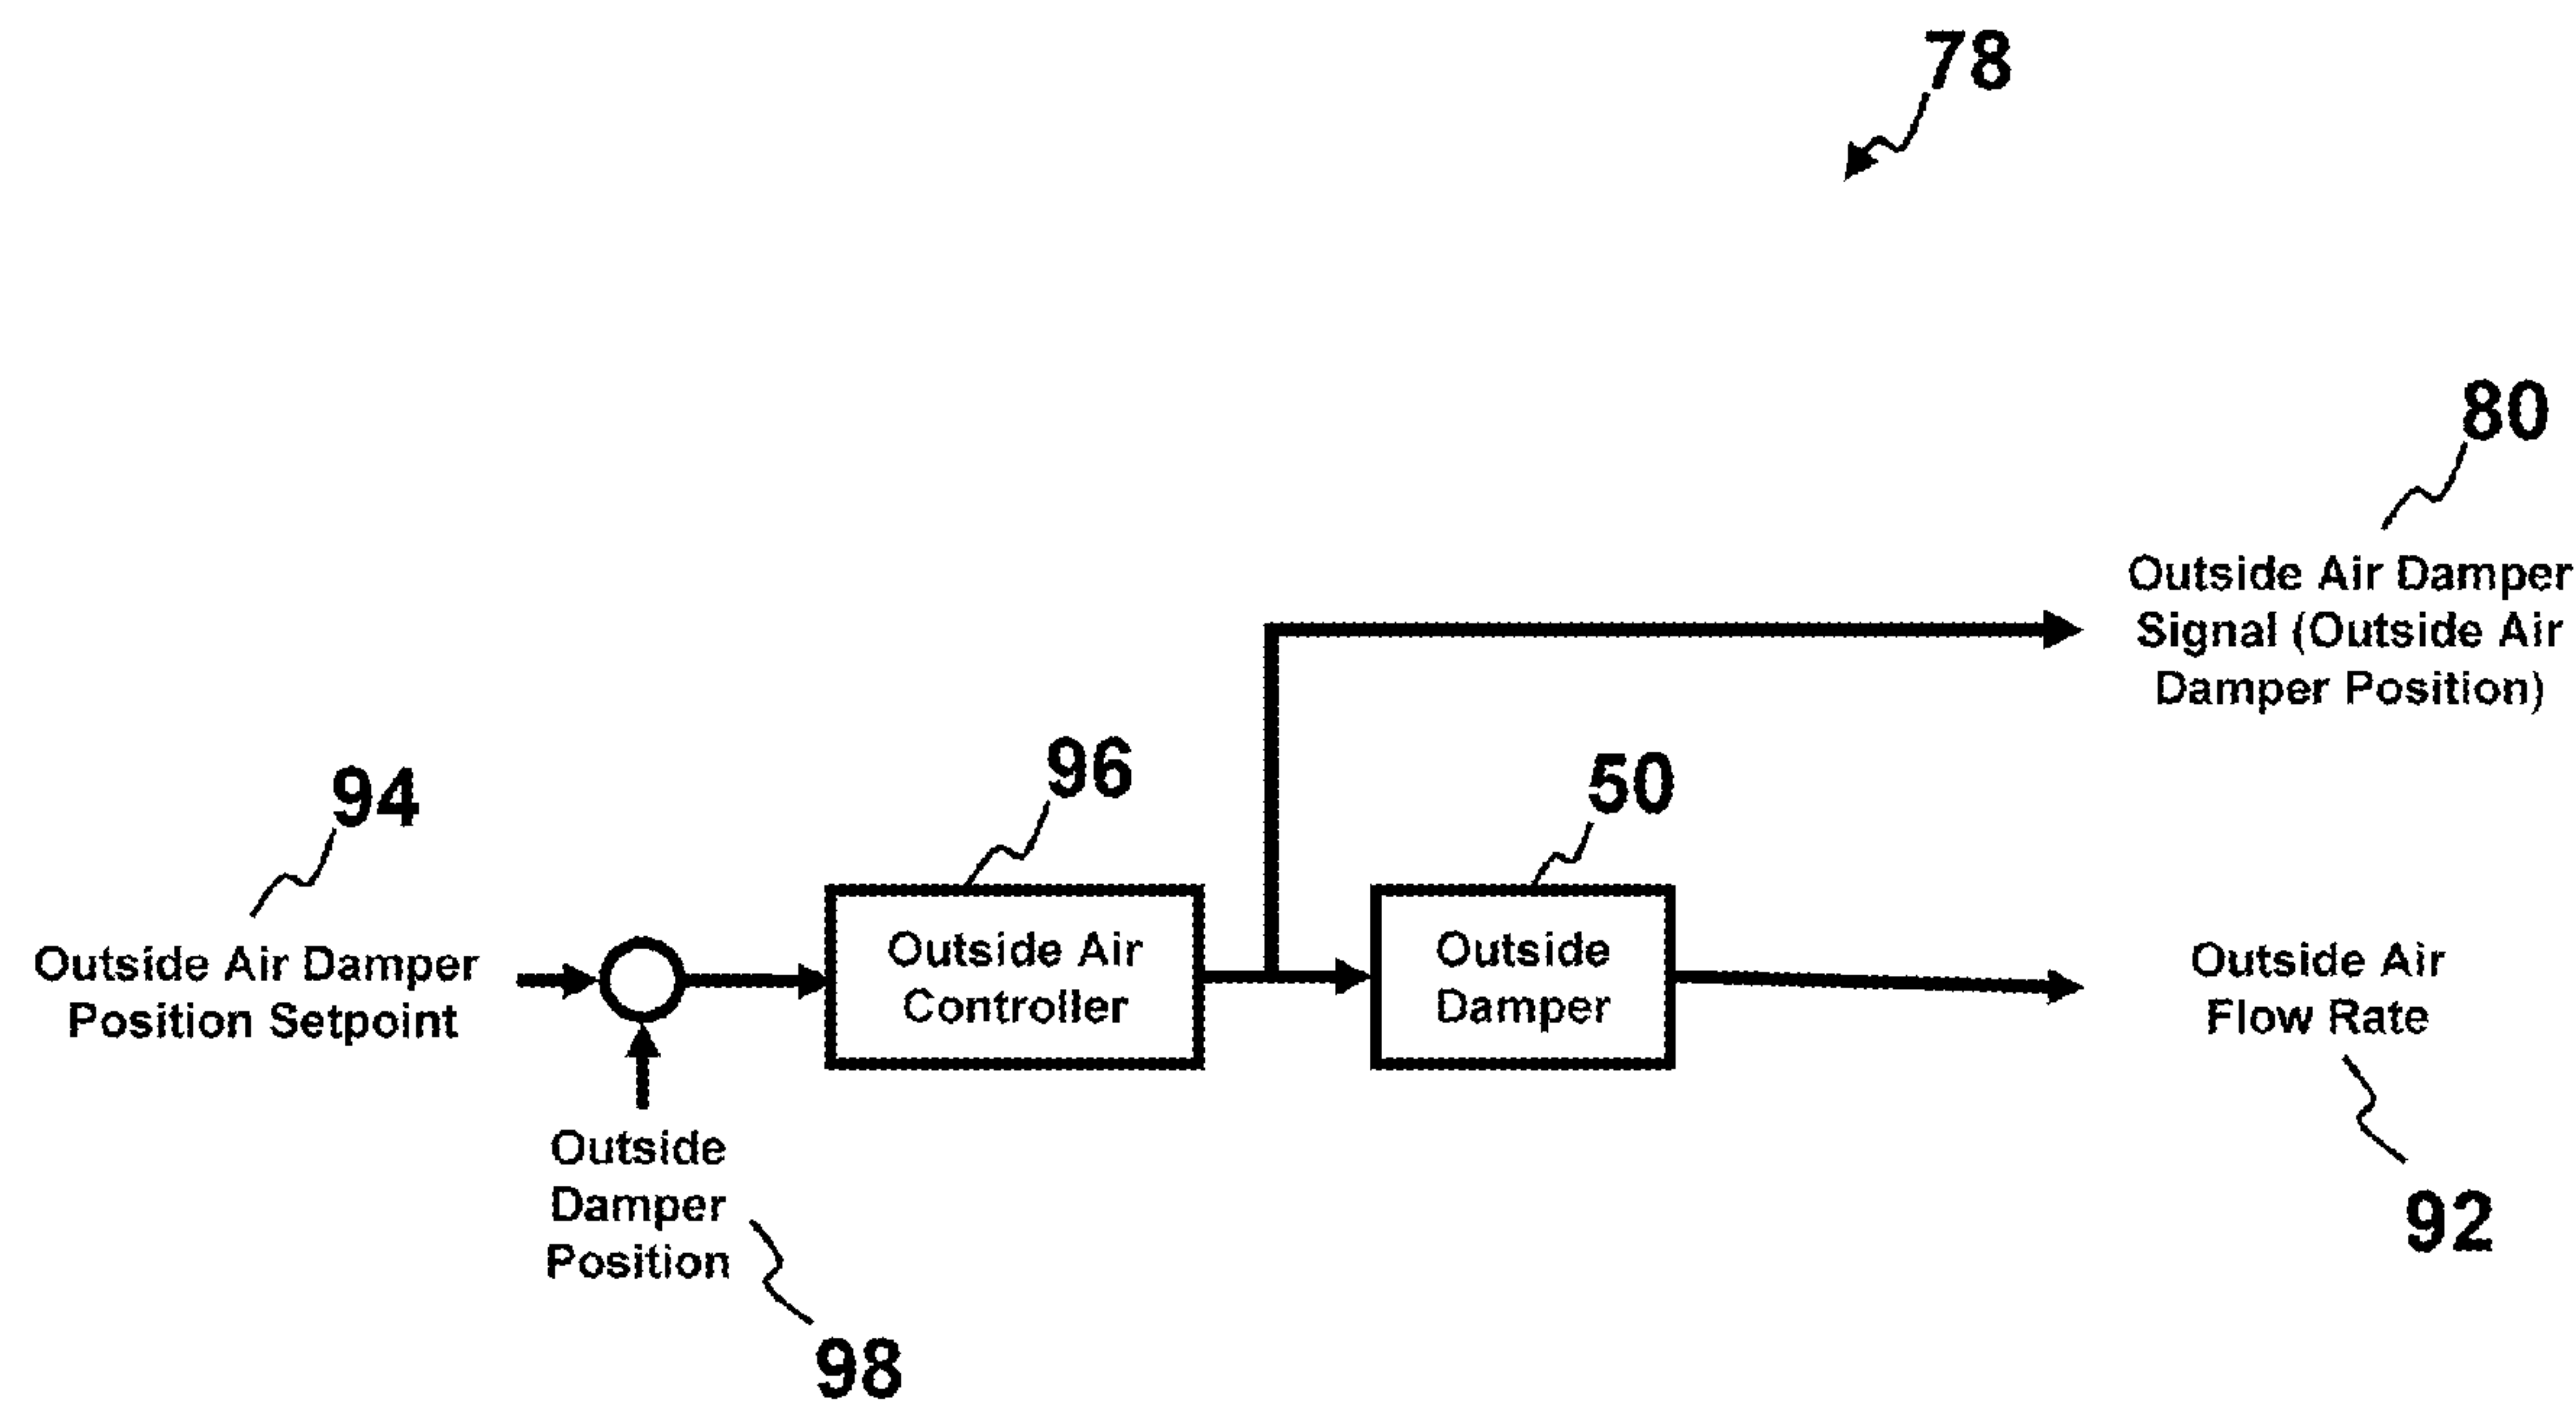 78
80
Outside Air Damper
Signal (Outside Air
Damper Position)
94
96
50
Outside Air Damper
Position Setpoint
Outside Air
Controller
Outside
Damper
Outside Air
Flow Rate
Outside
Damper
Position
92
98